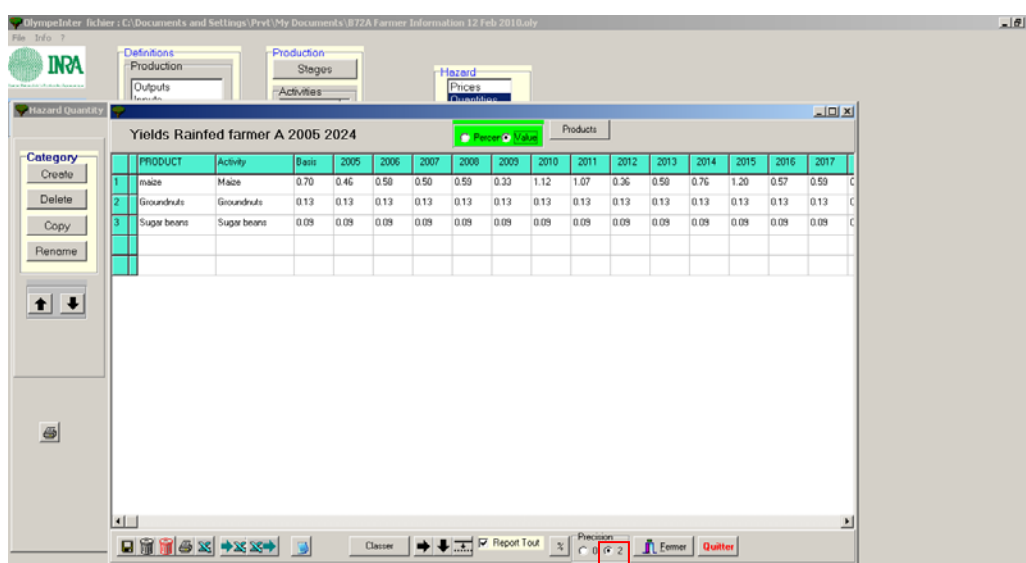 OlympeInter fichier : C:\Documents and Settings\Prvt\My Documents\B72A Farmer Information 12 Feb 2010.oly
File Info ?
INRA
Definitions
Production
Outputs
Production
Stages
Activities
Hazard
Prices
Quantities
Hazard Quantity
Yields Rainfed farmer A 2005 2024
Percen Value
Products
Category
Create
Delete
Copy
Rename
PRODUCT Activity Basis 2005 2006 2007 2008 2009 2010 2011 2012 2013 2014 2015 2016 2017
1 maize Maize 0.70 0.46 0.58 0.50 0.59 0.33 1.12 1.07 0.36 0.58 0.76 1.20 0.57 0.59
2 Groundnuts Groundnuts 0.13 0.13 0.13 0.13 0.13 0.13 0.13 0.13 0.13 0.13 0.13 0.13 0.13 0.13
3 Sugar beans Sugar beans 0.09 0.09 0.09 0.09 0.09 0.09 0.09 0.09 0.09 0.09 0.09 0.09 0.09 0.09
Classer
Report Tout
%
Precision
0 2
Fermer
Quitter